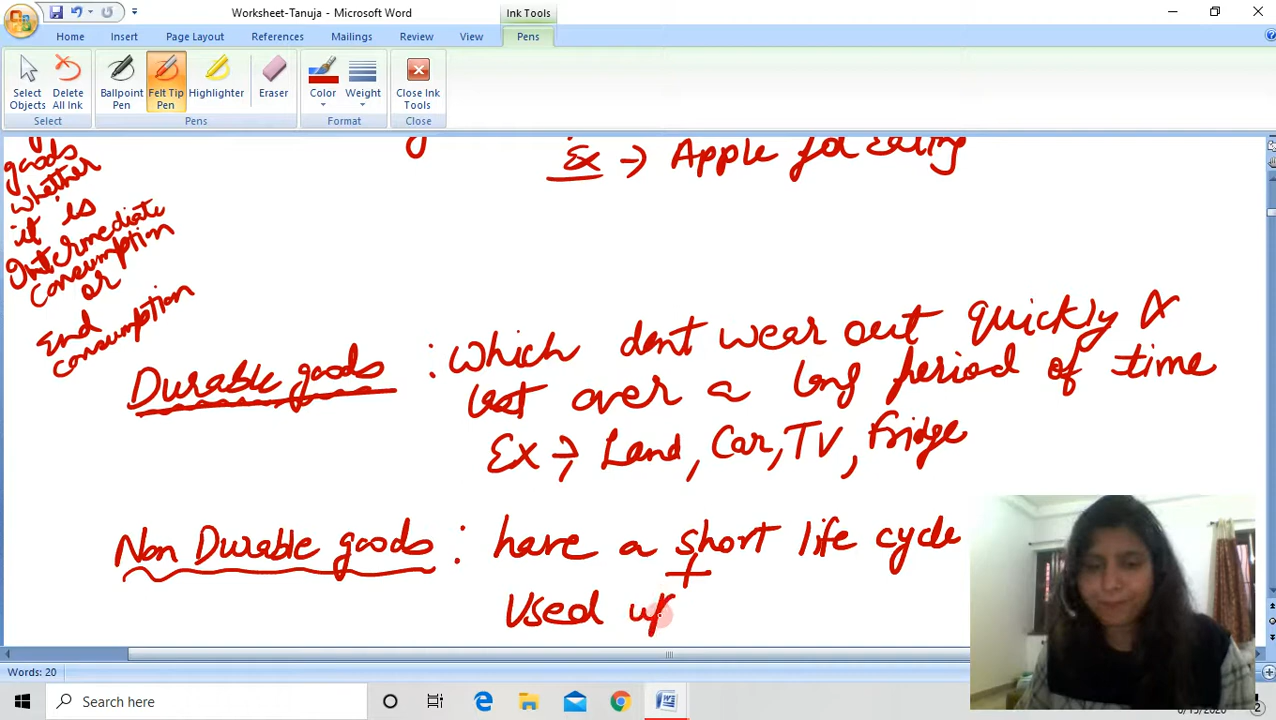 Worksheet-Tanuja - Microsoft Word
Ink Tools
Home Insert Page Layout References Mailings Review View Pens
Select Objects
Delete All Ink
Ballpoint Pen
Felt Tip Pen
Highlighter
Eraser
Color
Weight
Close Ink Tools
Select Pens Format Close
goods
whether
it is
Intermediate
consumption
or
End
consumption
Ex → Apple for Eating
Durable goods : Which dont wear out quickly &
last over a long period of time
Ex → Land, Car, TV, Fridge
Non Durable goods : have a short life cycle
+
Used up
Words: 20
Search here
6/15/2020
2